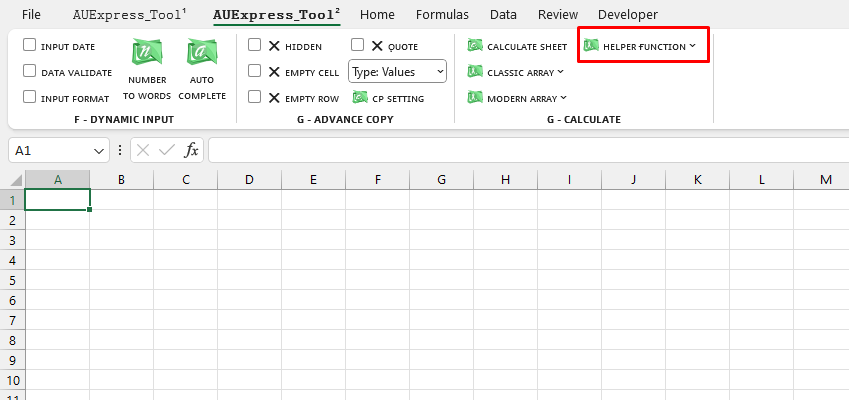 File AUExpress_Tool¹ AUExpress_Tool² Home Formulas Data Review Developer
INPUT DATE
DATA VALIDATE
INPUT FORMAT
NUMBER
TO WORDS
AUTO
COMPLETE
F - DYNAMIC INPUT
HIDDEN
EMPTY CELL
EMPTY ROW
QUOTE
Type: Values
CP SETTING
G - ADVANCE COPY
CALCULATE SHEET
CLASSIC ARRAY
MODERN ARRAY
HELPER FUNCTION
G - CALCULATE
A1 fx
A B C D E F G H I J K L M
1
2
3
4
5
6
7
8
9
10
11